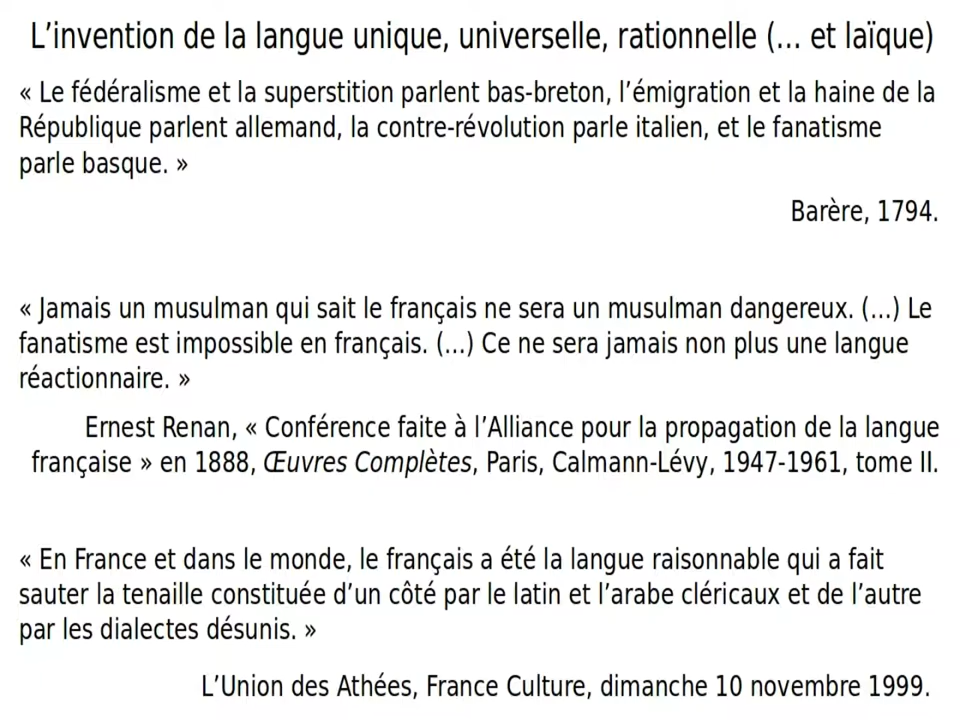 L’invention de la langue unique, universelle, rationnelle (... et laïque)
« Le fédéralisme et la superstition parlent bas-breton, l’émigration et la haine de la
République parlent allemand, la contre-révolution parle italien, et le fanatisme
parle basque. »
Barère, 1794.
« Jamais un musulman qui sait le français ne sera un musulman dangereux. (...) Le
fanatisme est impossible en français. (...) Ce ne sera jamais non plus une langue
réactionnaire. »
Ernest Renan, « Conférence faite à l’Alliance pour la propagation de la langue
française » en 1888, Œuvres Complètes, Paris, Calmann-Lévy, 1947-1961, tome II.
« En France et dans le monde, le français a été la langue raisonnable qui a fait
sauter la tenaille constituée d’un côté par le latin et l’arabe cléricaux et de l’autre
par les dialectes désunis. »
L’Union des Athées, France Culture, dimanche 10 novembre 1999.